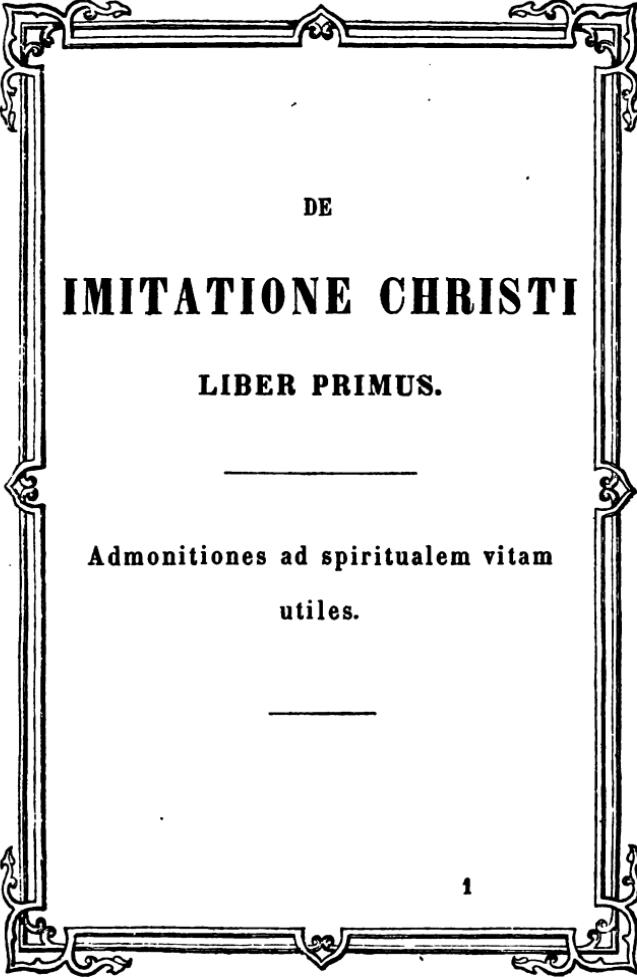 DE
IMITATIONE CHRISTI
LIBER PRIMUS.
Admonitiones ad spiritualem vitam
utiles.
1